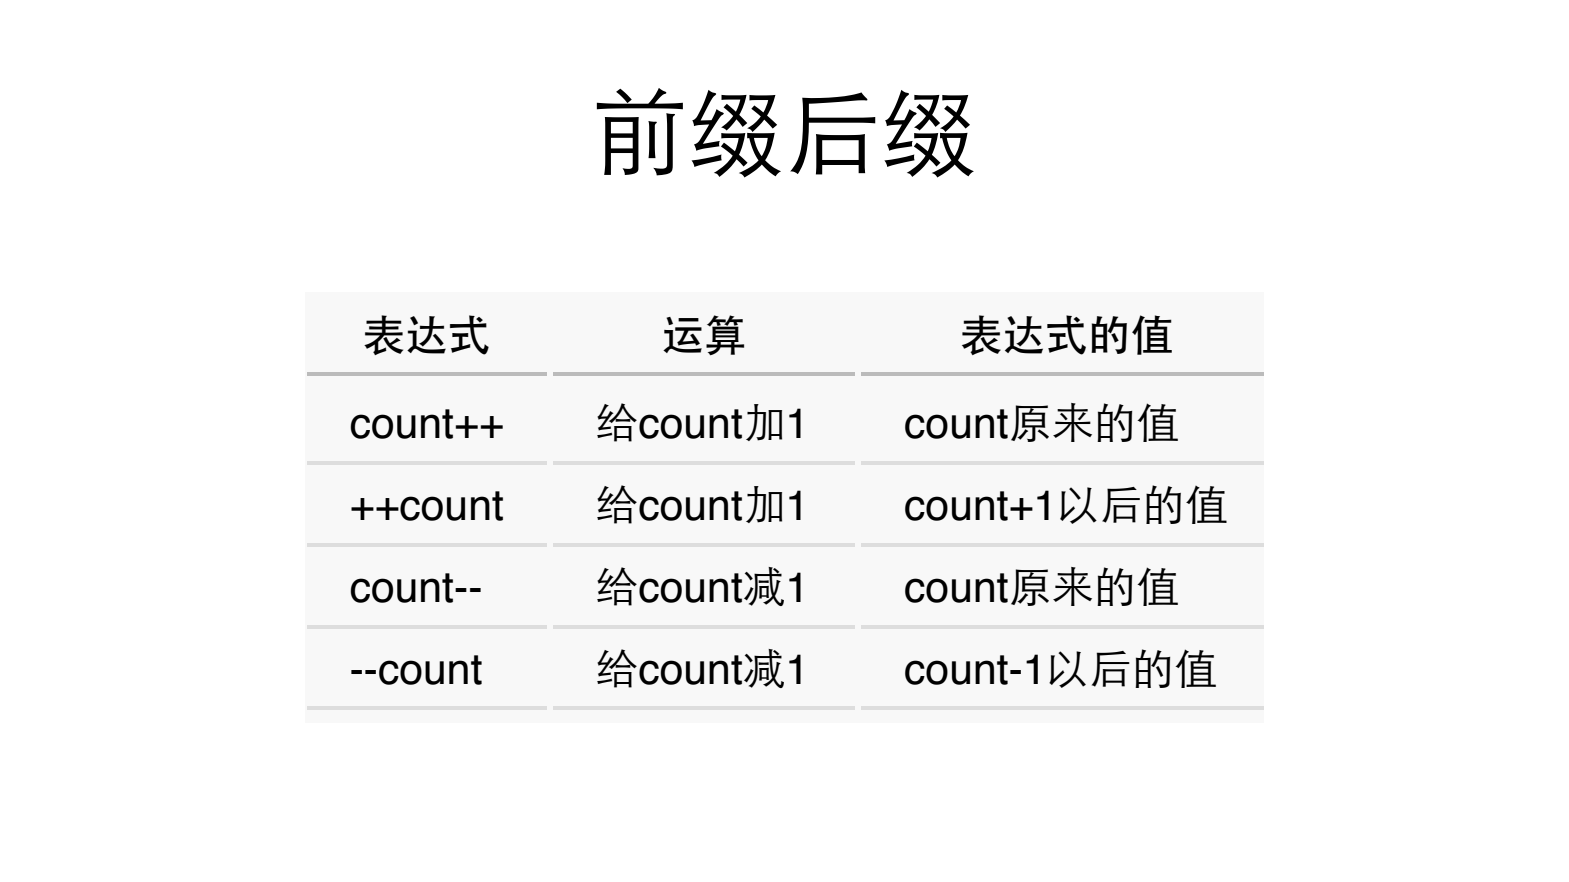 前缀后缀
表达式 运算 表达式的值
count++ 给count加1 count原来的值
++count 给count加1 count+1以后的值
count-- 给count减1 count原来的值
--count 给count减1 count-1以后的值